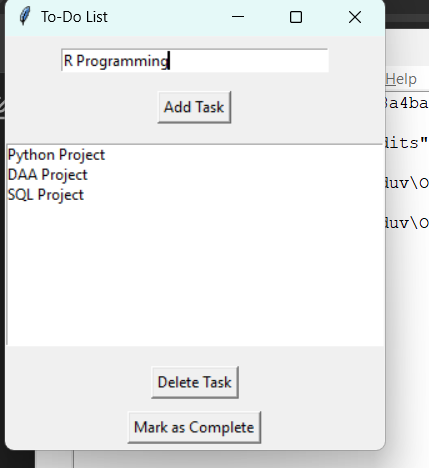 To-Do List
R Programming
Add Task
Python Project
DAA Project
SQL Project
Delete Task
Mark as Complete
Help
3a4ba
dits"
duv\O
duv\O